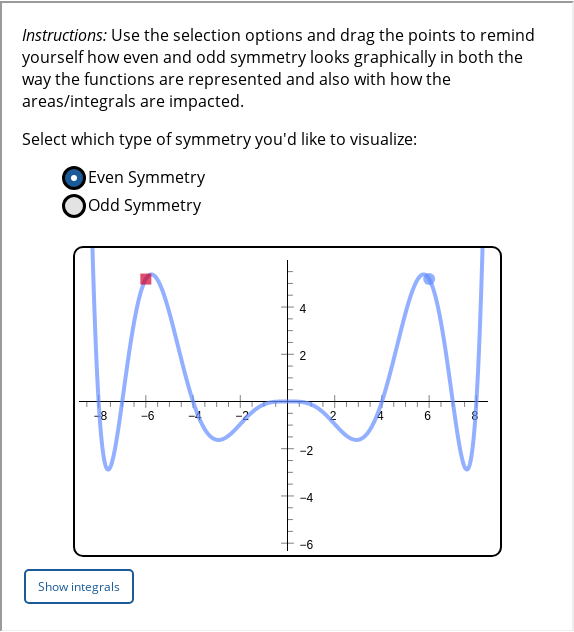 Instructions: Use the selection options and drag the points to remind
yourself how even and odd symmetry looks graphically in both the
way the functions are represented and also with how the
areas/integrals are impacted.
Select which type of symmetry you'd like to visualize:
Even Symmetry
Odd Symmetry
4
2
-8 -6 -4 -2 2 4 6 8
-2
-4
-6
Show integrals